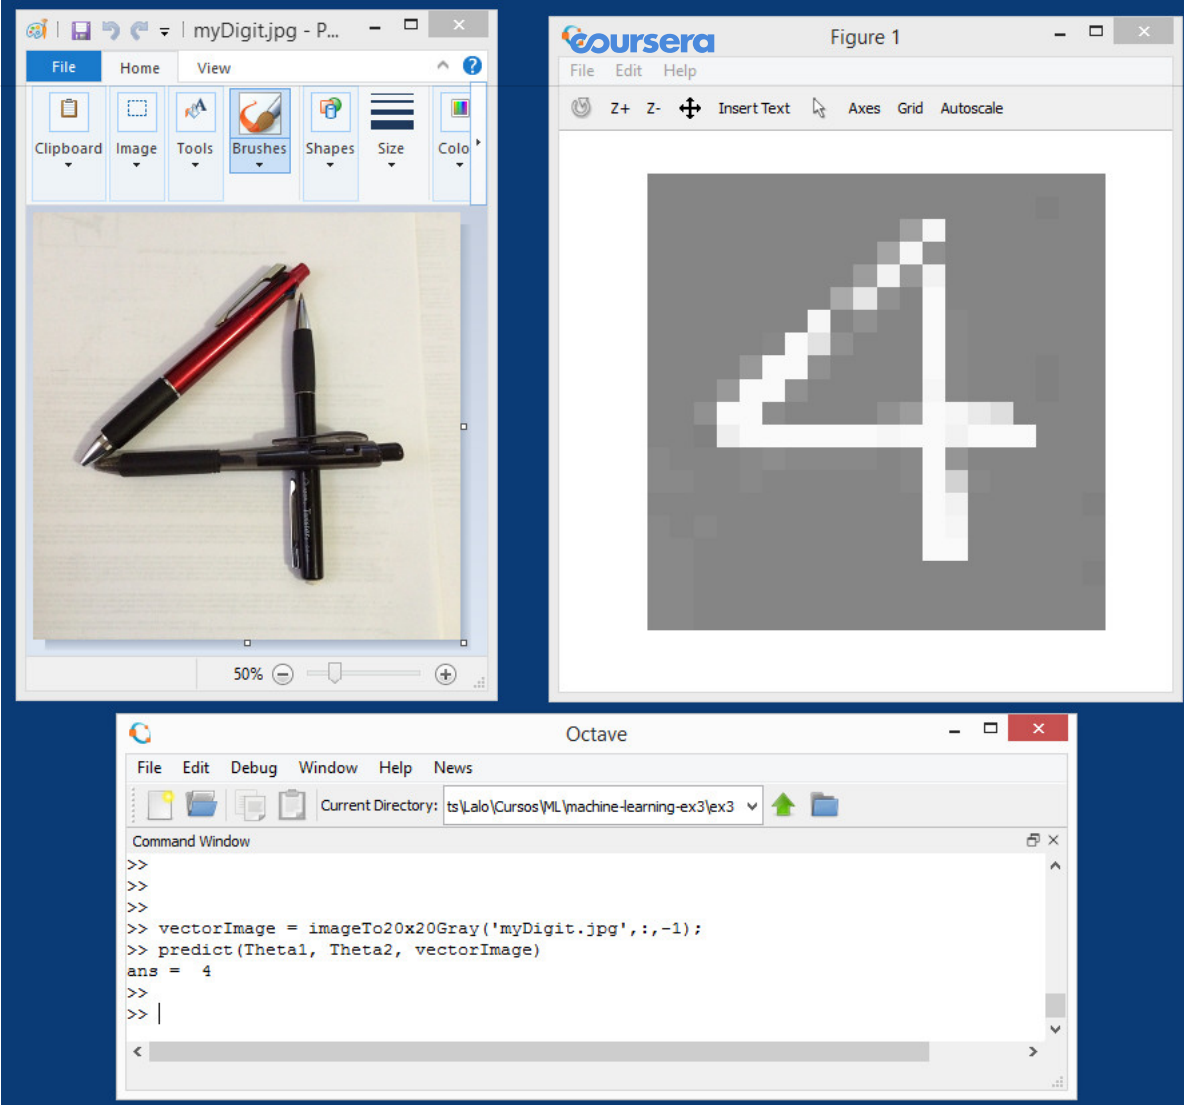 myDigit.jpg - P...
File Home View
Clipboard Image Tools Brushes Shapes Size Colo
50%
coursera Figure 1
File Edit Help
Z+ Z- Insert Text Axes Grid Autoscale
Octave
File Edit Debug Window Help News
Current Directory: ts\Lalo\Cursos\ML\machine-learning-ex3\ex3
Command Window
>>
>>
>>
>> vectorImage = imageTo20x20Gray('myDigit.jpg',:,-1);
>> predict(Theta1, Theta2, vectorImage)
ans = 4
>>
>>